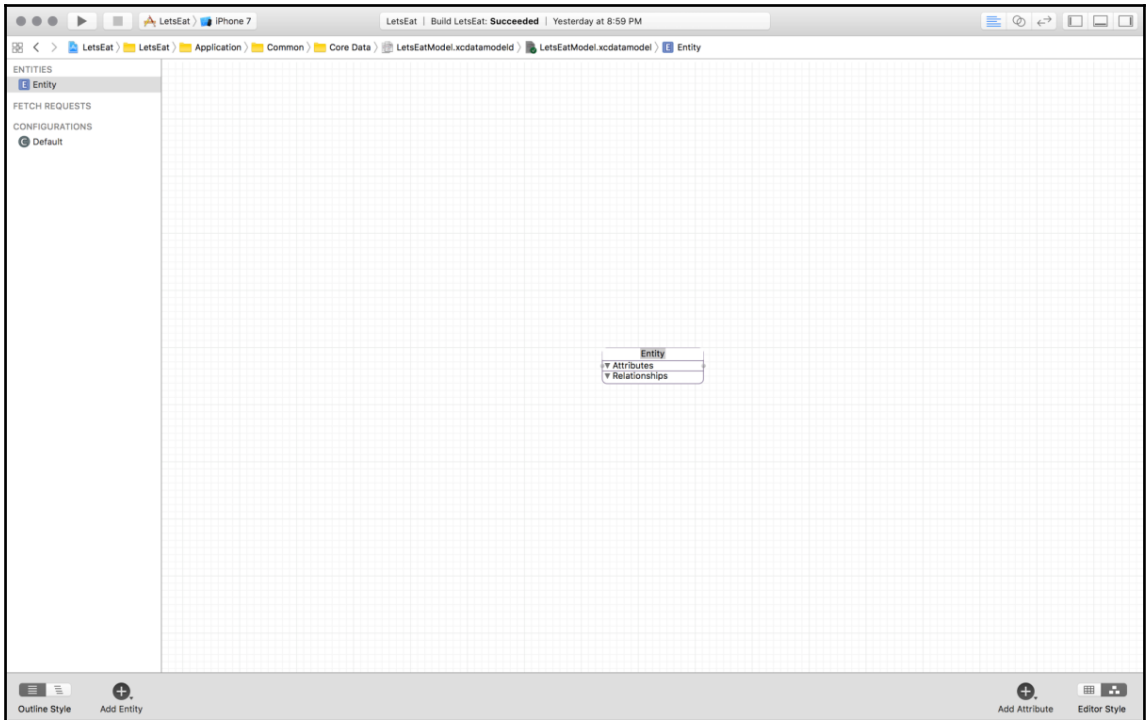 LetsEat iPhone 7 LetsEat | Build LetsEat: Succeeded | Yesterday at 8:59 PM
LetsEat LetsEat Application Common Core Data LetsEatModel.xcdatamodeld LetsEatModel.xcdatamodel E Entity
ENTITIES
E Entity
FETCH REQUESTS
CONFIGURATIONS
C Default
Entity
Attributes
Relationships
Outline Style Add Entity Add Attribute Editor Style